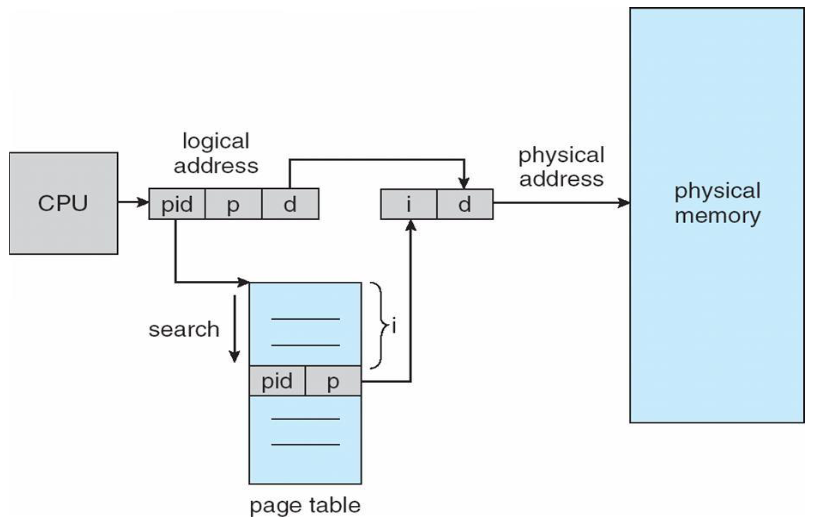 logical
address
physical
address
CPU
pid p d
i d
physical
memory
search
i
pid p
page table